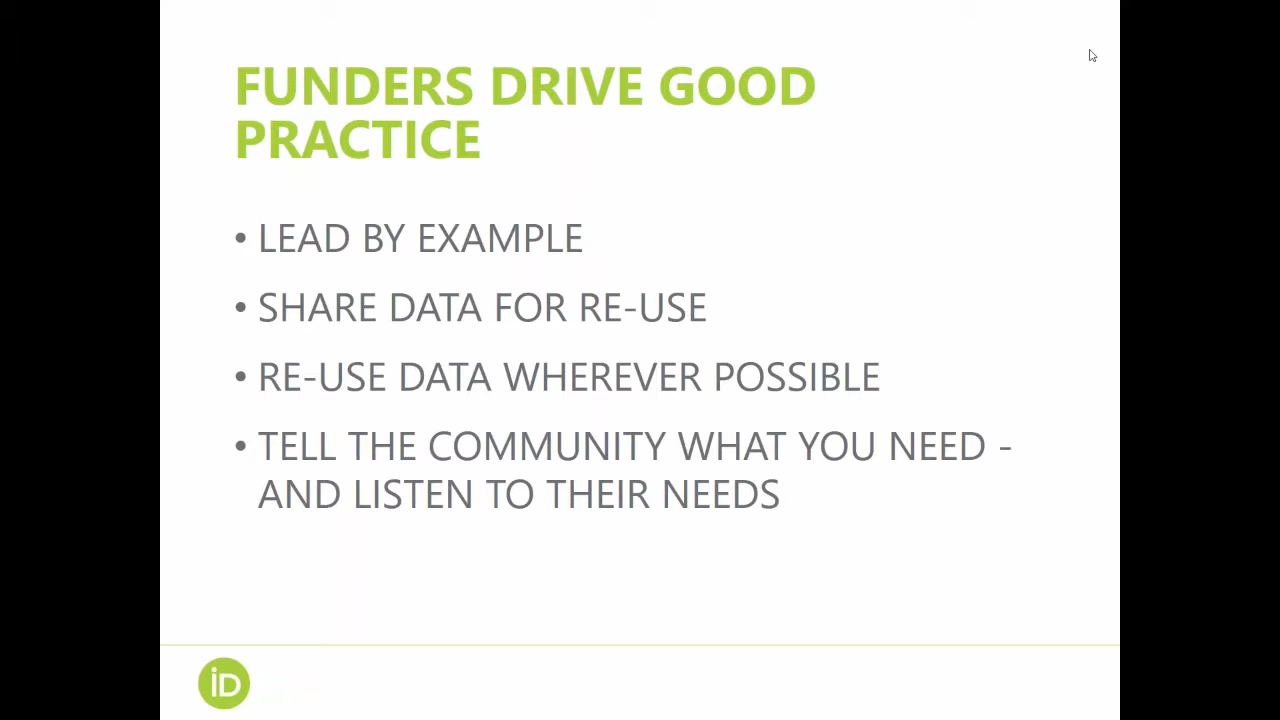 FUNDERS DRIVE GOOD
PRACTICE
• LEAD BY EXAMPLE
• SHARE DATA FOR RE-USE
• RE-USE DATA WHEREVER POSSIBLE
• TELL THE COMMUNITY WHAT YOU NEED -
AND LISTEN TO THEIR NEEDS
iD